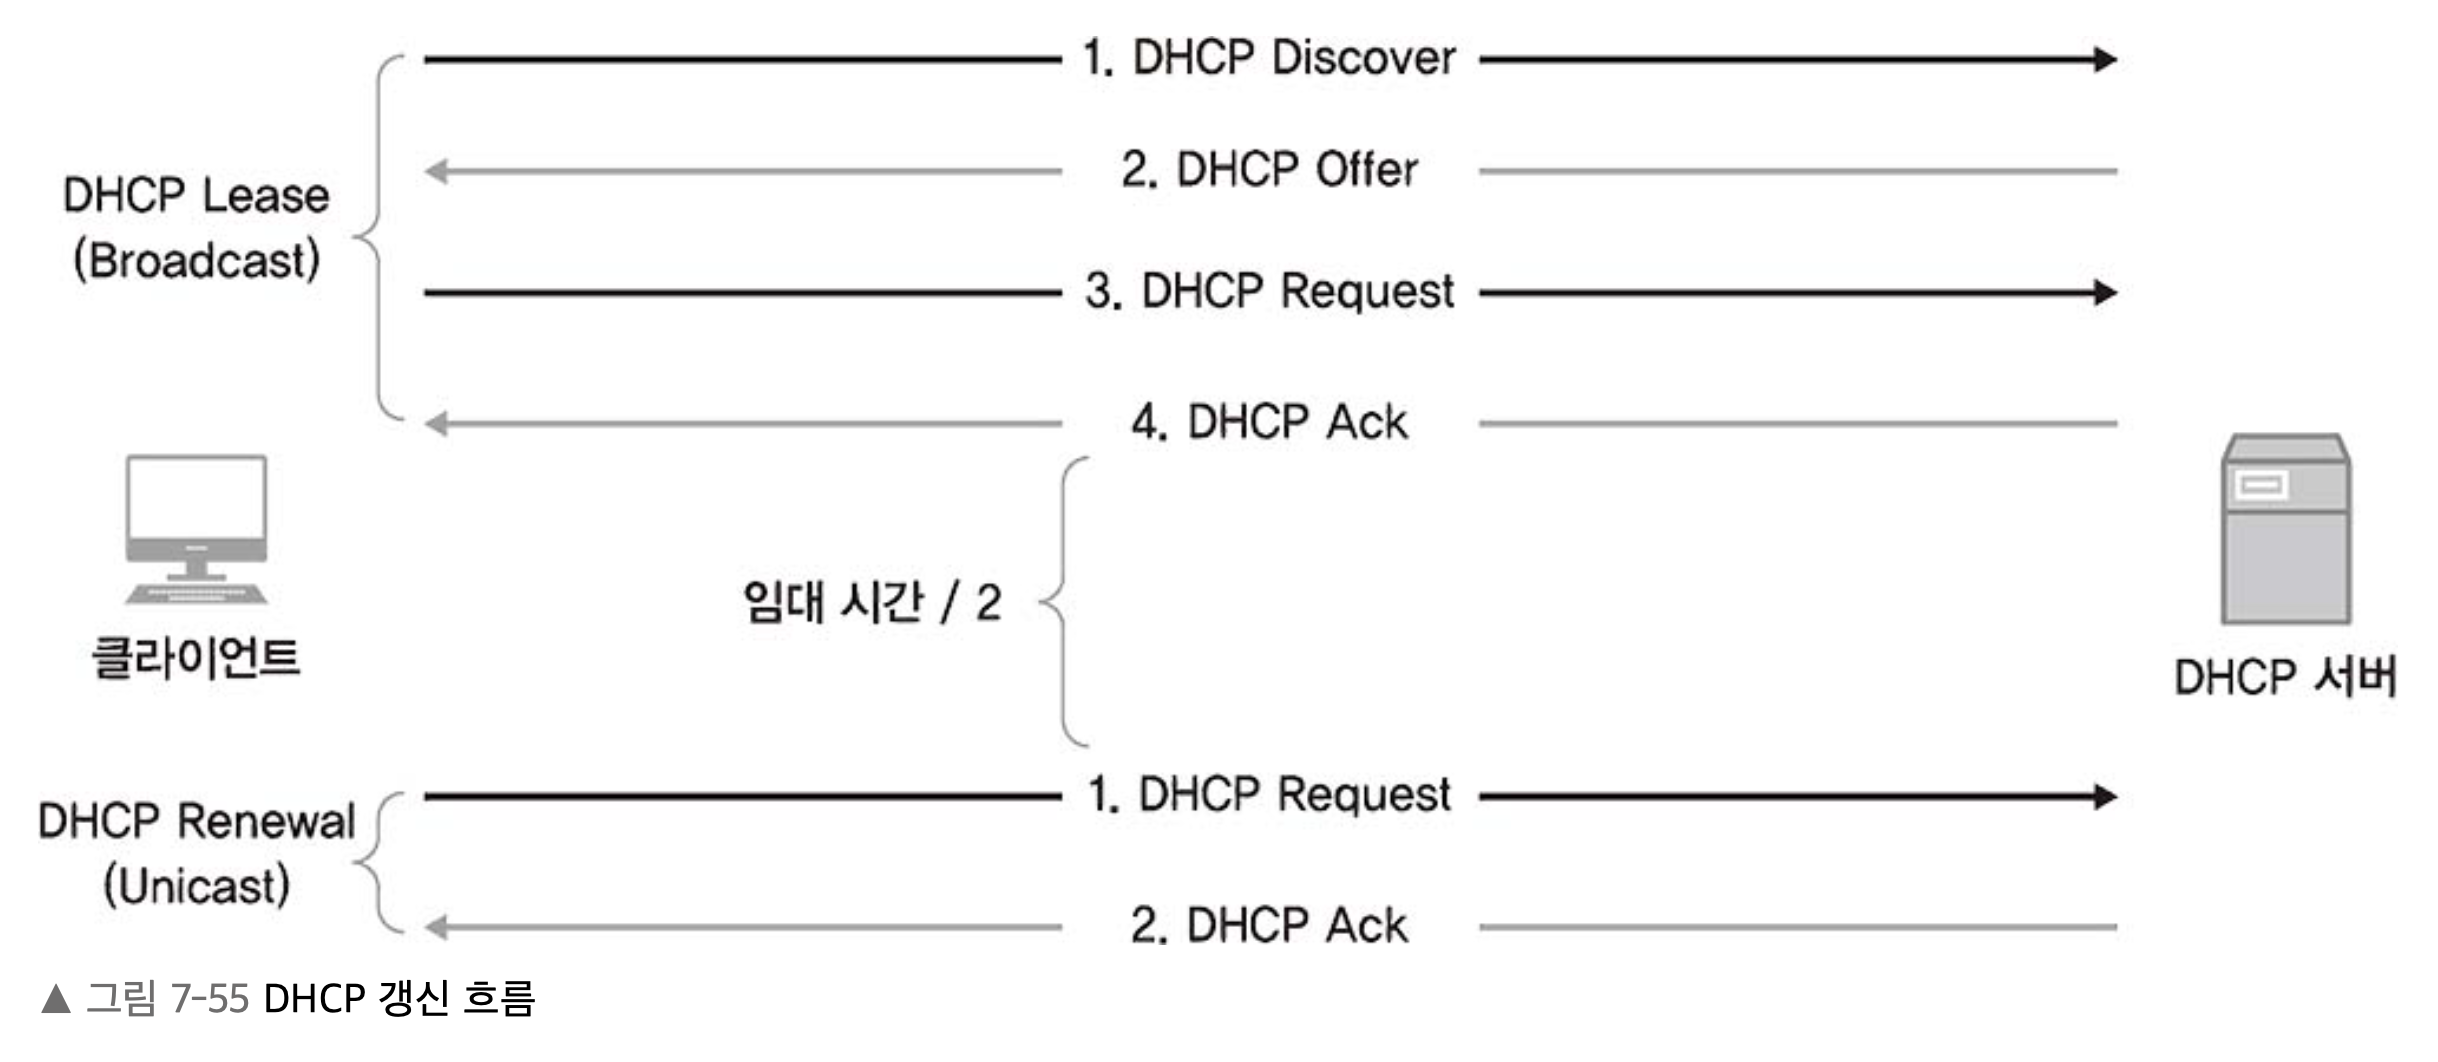 1. DHCP Discover
2. DHCP Offer
DHCP Lease
(Broadcast)
3. DHCP Request
4. DHCP Ack
클라이언트
임대 시간 / 2
DHCP 서버
DHCP Renewal
(Unicast)
1. DHCP Request
2. DHCP Ack
▲ 그림 7-55 DHCP 갱신 흐름